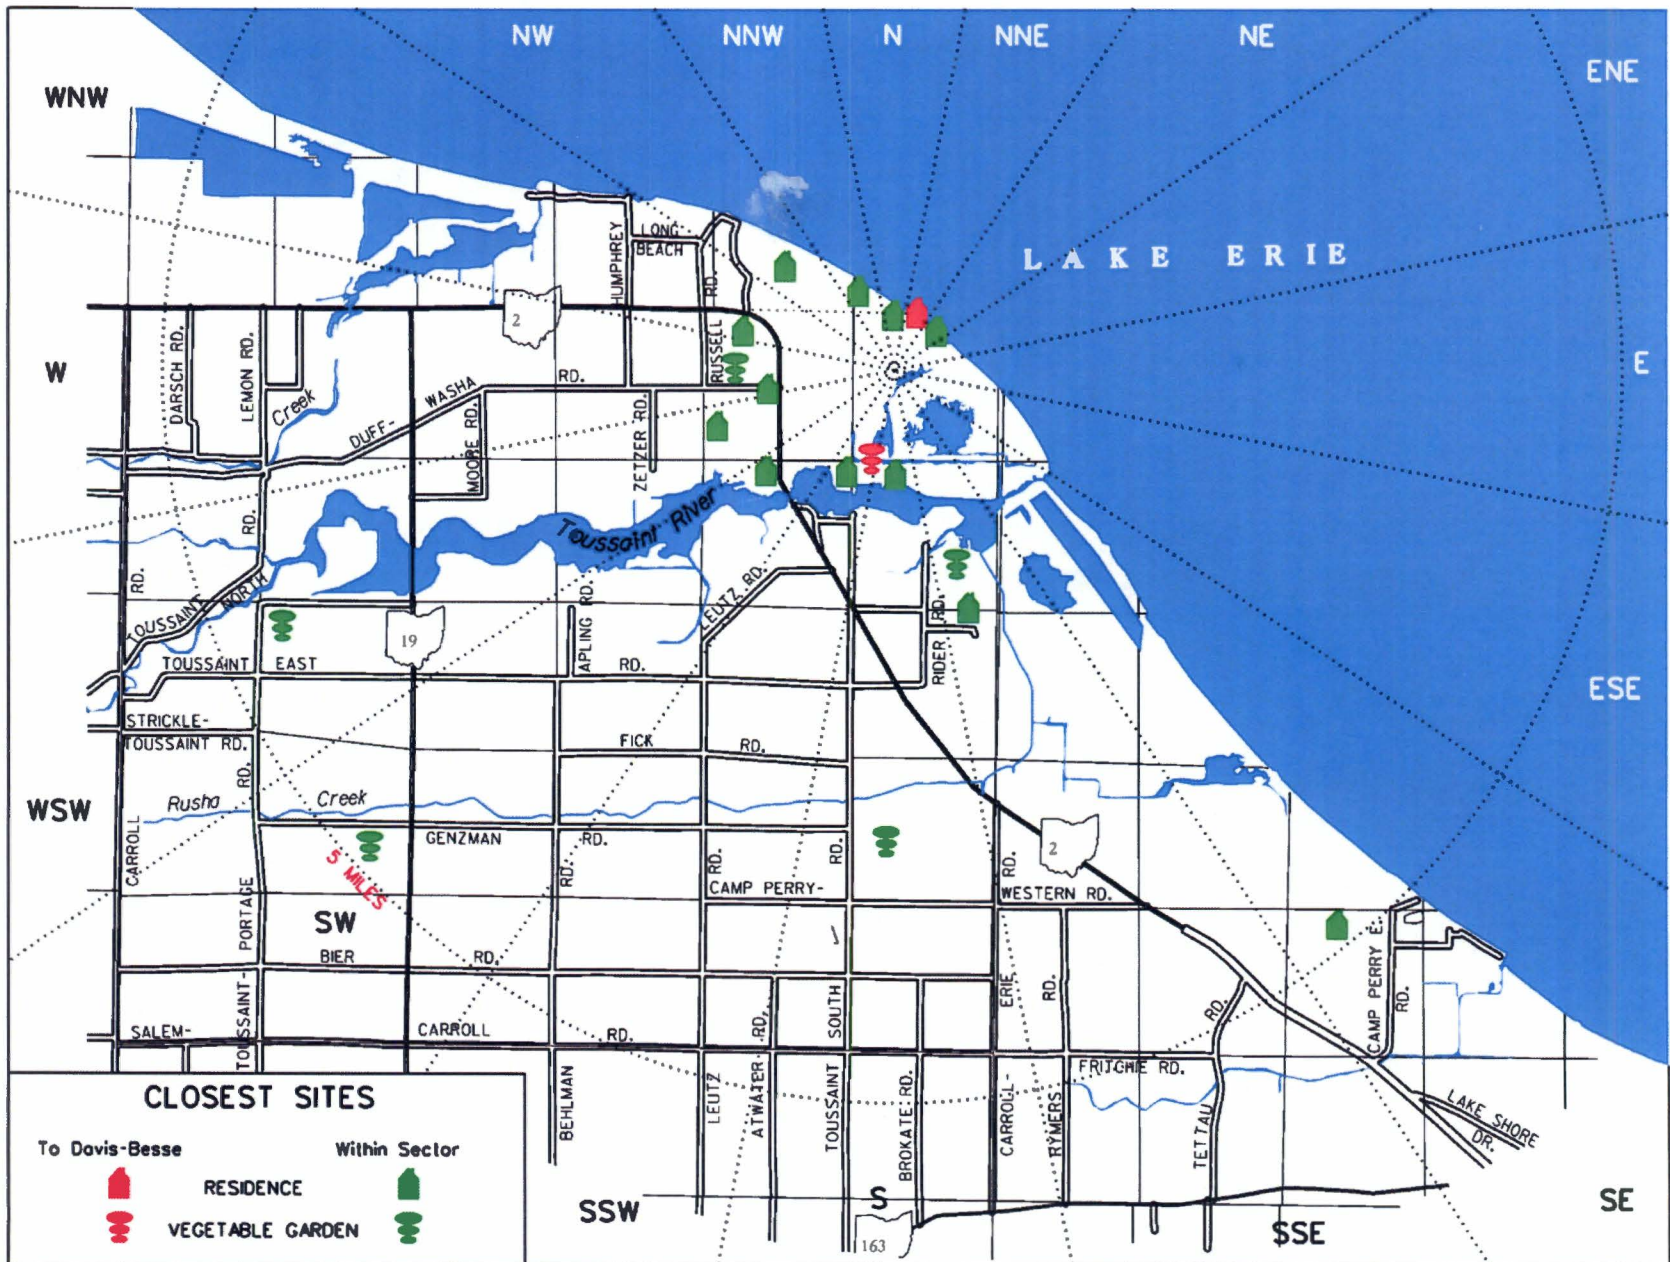 NW
NNW
N
NNE
NE
ENE
WNW
LAKE ERIE
HUMPHREY
LONG
BEACH
RD.
2
RUSSELL
W
E
DARSCH RD.
LEMON RD.
Creek
DUFF-
WASHA
RD.
MOORE RD.
ZETZER RD.
Toussaint River
RD.
RD.
TOUSSAINT
NORTH
19
APLING
RD.
LEUTZ RD.
RIDER
RD.
TOUSSAINT
EAST
RD.
ESE
STRICKLE-
TOUSSAINT RD.
FICK
RD.
RD.
Rusha
Creek
WSW
CARROLL
GENZMAN
RD.
RD.
RD.
RD.
RD.
2
5 MILES
CAMP PERRY-
WESTERN RD.
SW
PORTAGE
BIER
RD.
ERIE
RD.
CAMP PERRY E.
RD.
RD.
SALEM-
TOUSSAINT-
CARROLL
RD.
RD.
SOUTH
FRITCHIE RD.
CLOSEST SITES
BEHLMAN
LEUTZ
ATWATER
TOUSSAINT
BROKATE RD.
CARROLL-
RYMERS
TETTAU
LAKE SHORE
DR.
To Davis-Besse
Within Sector
RESIDENCE
VEGETABLE GARDEN
SSW
S
163
SSE
SE